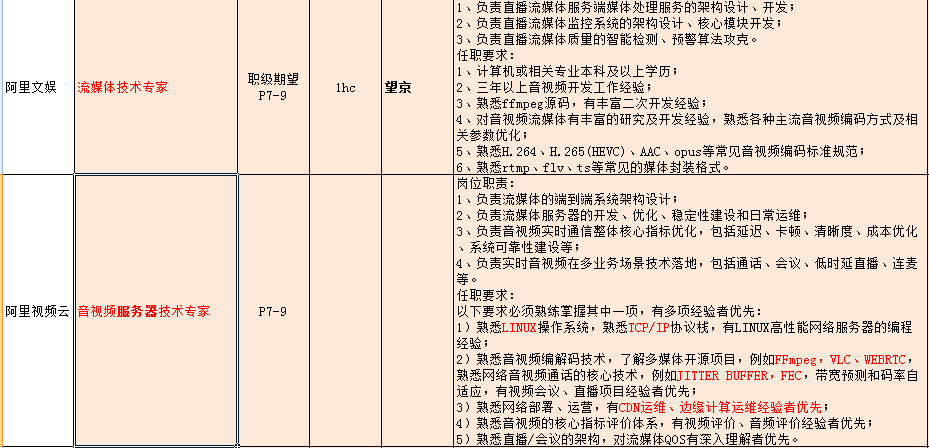 1、负责直播流媒体服务端媒体处理服务的架构设计、开发；
2、负责直播流媒体监控系统的架构设计、核心模块开发；
3、负责直播流媒体质量的智能检测、预警算法攻克。
任职要求：
1、计算机或相关专业本科及以上学历；
2、三年以上音视频开发工作经验；
3、熟悉ffmpeg源码，有丰富二次开发经验；
4、对音视频流媒体有丰富的研究及开发经验，熟悉各种主流音视频编码方式及相
关参数优化；
5、熟悉H.264、H.265(HEVC)、AAC、opus等常见音视频编码标准规范；
6、熟悉rtmp、flv、ts等常见的媒体封装格式。
阿里文娱
流媒体技术专家
职级期望
P7-9
1hc
望京
岗位职责：
1、负责流媒体的端到端系统架构设计；
2、负责流媒体服务器的开发、优化、稳定性建设和日常运维；
3、负责音视频实时通信整体核心指标优化，包括延迟、卡顿、清晰度、成本优化
、系统可靠性建设等；
4、负责实时音视频在多业务场景技术落地，包括通话、会议、低时延直播、连麦
等。
任职要求：
以下要求必须熟练掌握其中一项，有多项经验者优先：
1）熟悉LINUX操作系统，熟悉TCP/IP协议栈，有LINUX高性能网络服务器的编程
经验；
2）熟悉音视频编解码技术，了解多媒体开源项目，例如FFmpeg，VLC、WEBRTC，
熟悉网络音视频通话的核心技术，例如JITTER BUFFER，FEC，带宽预测和码率自
适应，有视频会议、直播项目经验者优先；
3）熟悉网络部署、运营，有CDN运维、边缘计算运维经验者优先；
4）熟悉音视频的核心指标评价体系，有视频评价、音频评价经验者优先；
5）熟悉直播/会议的架构，对流媒体QOS有深入理解者优先。
阿里视频云
音视频服务器技术专家
P7-9